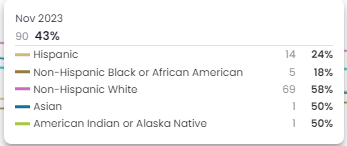 Nov 2023
90 43%
Hispanic 14 24%
Non-Hispanic Black or African American 5 18%
Non-Hispanic White 69 58%
Asian 1 50%
American Indian or Alaska Native 1 50%